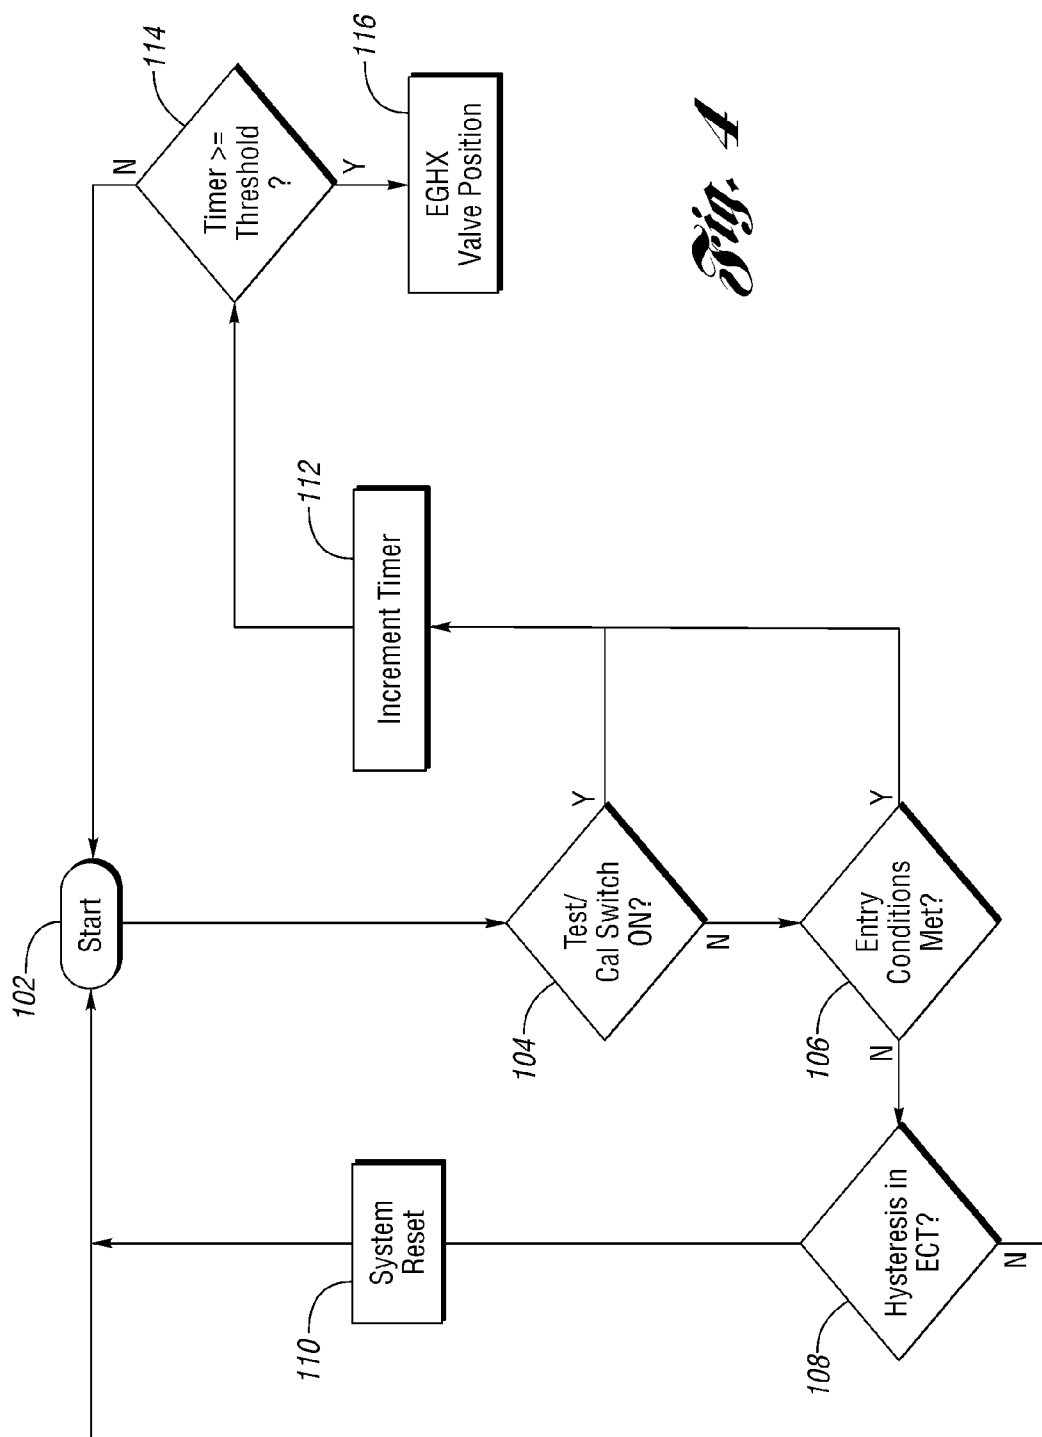 102
Start
104
Test/
Cal Switch
ON?
Y
N
106
Entry
Conditions
Met?
Y
N
108
Hysteresis in
ECT?
N
110
System
Reset
112
Increment Timer
114
Timer >=
Threshold
?
N
Y
116
EGHX
Valve Position
Fig. 4